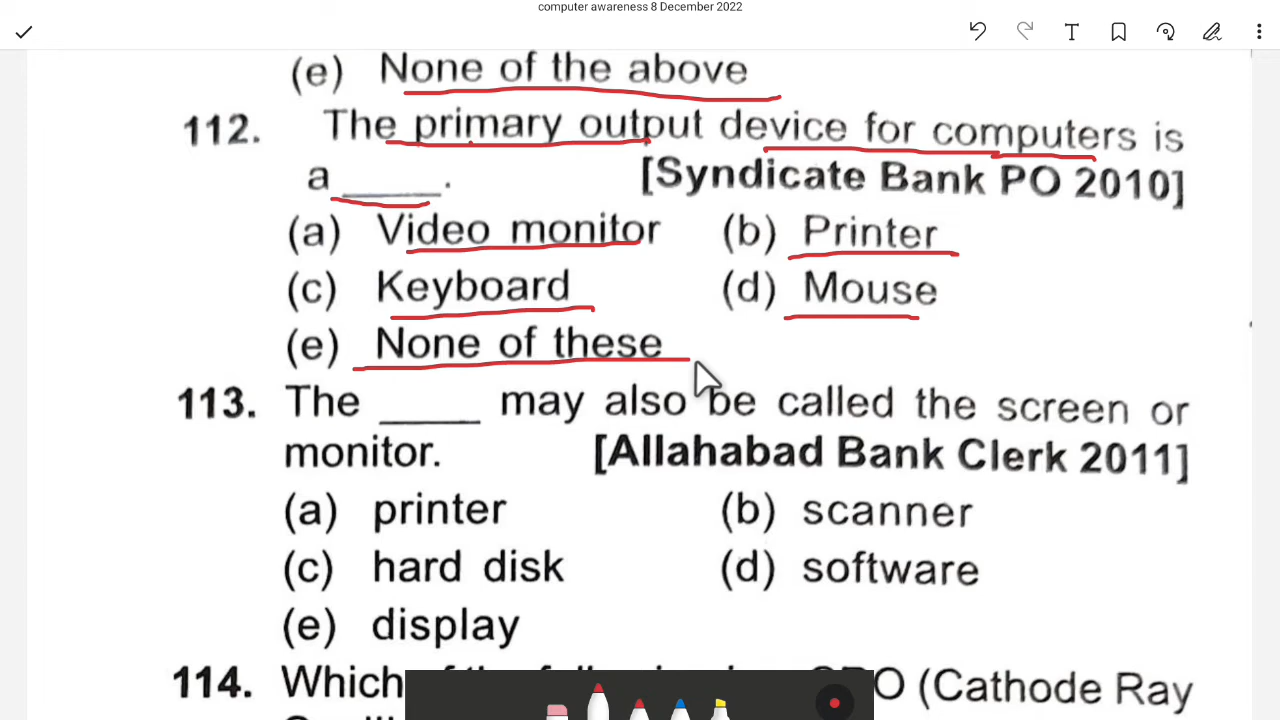 computer awareness 8 December 2022
(e) None of the above
112. The primary output device for computers is
a _____. [Syndicate Bank PO 2010]
(a) Video monitor (b) Printer
(c) Keyboard (d) Mouse
(e) None of these
113. The _____ may also be called the screen or
monitor. [Allahabad Bank Clerk 2011]
(a) printer (b) scanner
(c) hard disk (d) software
(e) display
114. Which (Cathode Ray